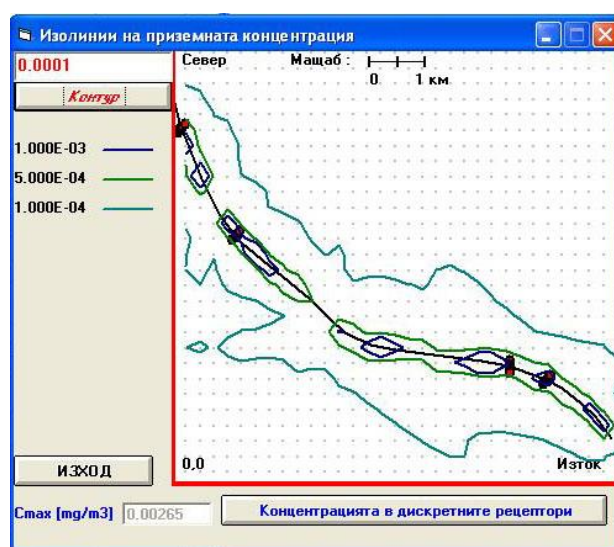 Изолинии на приземната концентрация
0.0001
Север
Мащаб :
0 1 км
Контур
1.000E-03
5.000E-04
1.000E-04
0,0
Изток
ИЗХОД
Cmax [mg/m3] 0.00265
Концентрацията в дискретните рецептори